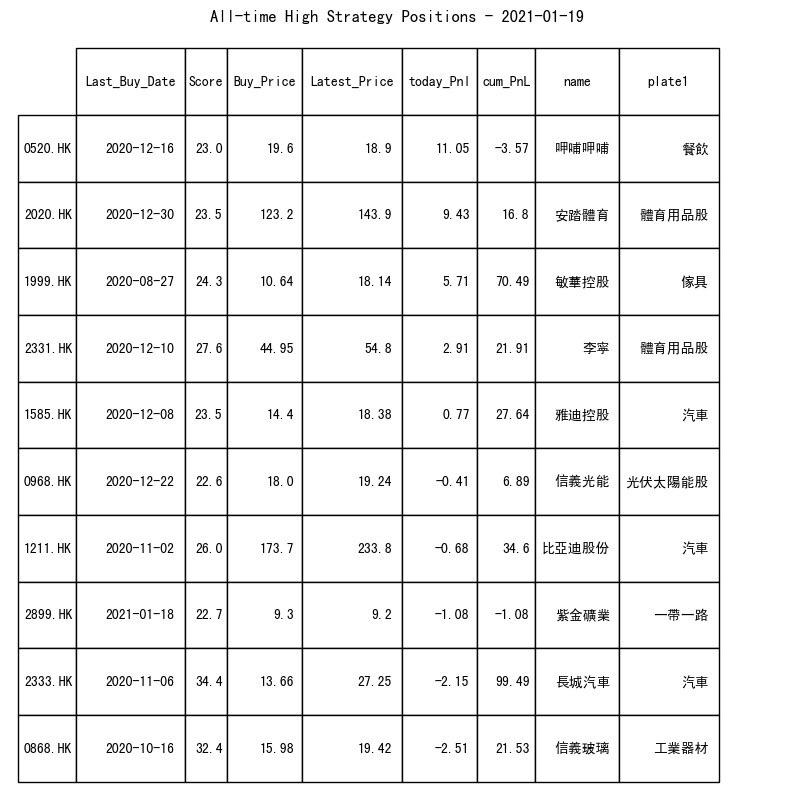 All-time High Strategy Positions - 2021-01-19
Last_Buy_Date Score Buy_Price Latest_Price today_Pnl cum_PnL name plate1
0520.HK 2020-12-16 23.0 19.6 18.9 11.05 -3.57 呷哺呷哺 餐飲
2020.HK 2020-12-30 23.5 123.2 143.9 9.43 16.8 安踏體育 體育用品股
1999.HK 2020-08-27 24.3 10.64 18.14 5.71 70.49 敏華控股 傢具
2331.HK 2020-12-10 27.6 44.95 54.8 2.91 21.91 李寧 體育用品股
1585.HK 2020-12-08 23.5 14.4 18.38 0.77 27.64 雅迪控股 汽車
0968.HK 2020-12-22 22.6 18.0 19.24 -0.41 6.89 信義光能 光伏太陽能股
1211.HK 2020-11-02 26.0 173.7 233.8 -0.68 34.6 比亞迪股份 汽車
2899.HK 2021-01-18 22.7 9.3 9.2 -1.08 -1.08 紫金礦業 一帶一路
2333.HK 2020-11-06 34.4 13.66 27.25 -2.15 99.49 長城汽車 汽車
0868.HK 2020-10-16 32.4 15.98 19.42 -2.51 21.53 信義玻璃 工業器材